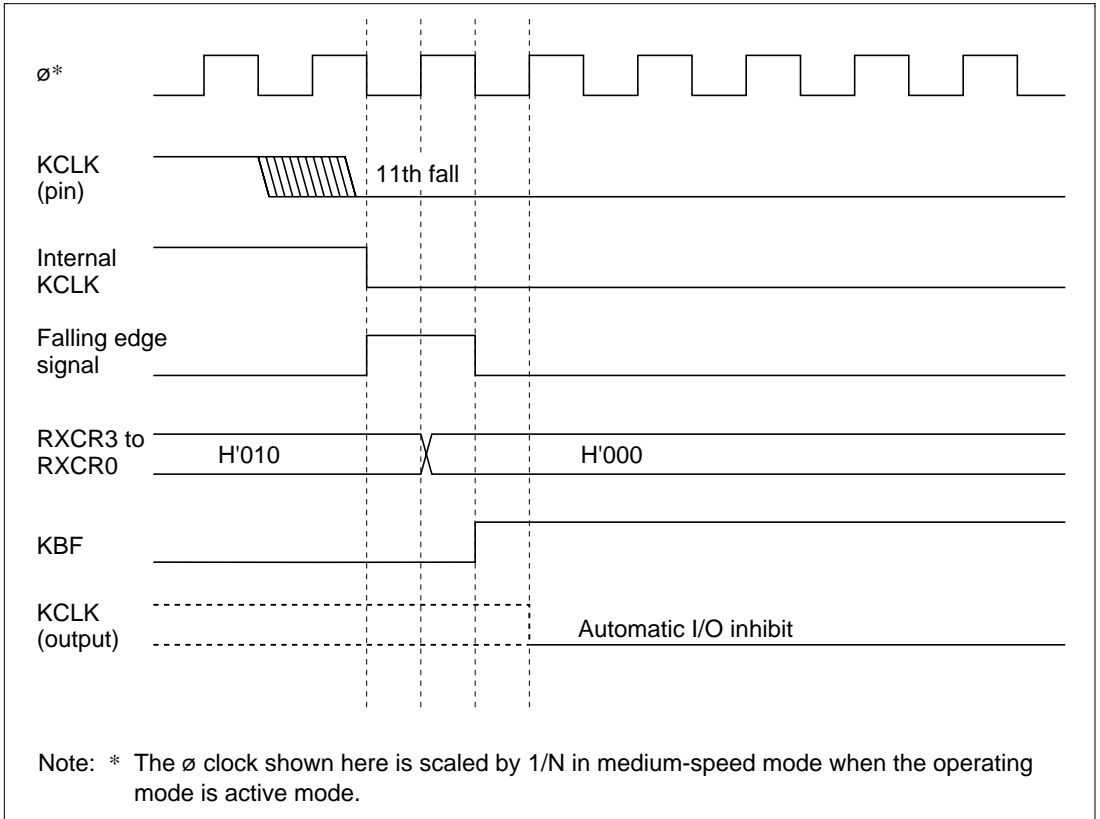 ø*
KCLK
(pin)
11th fall
Internal
KCLK
Falling edge
signal
RXCR3 to
RXCR0
H'010
H'000
KBF
KCLK
(output)
Automatic I/O inhibit
Note: * The ø clock shown here is scaled by 1/N in medium-speed mode when the operating
mode is active mode.